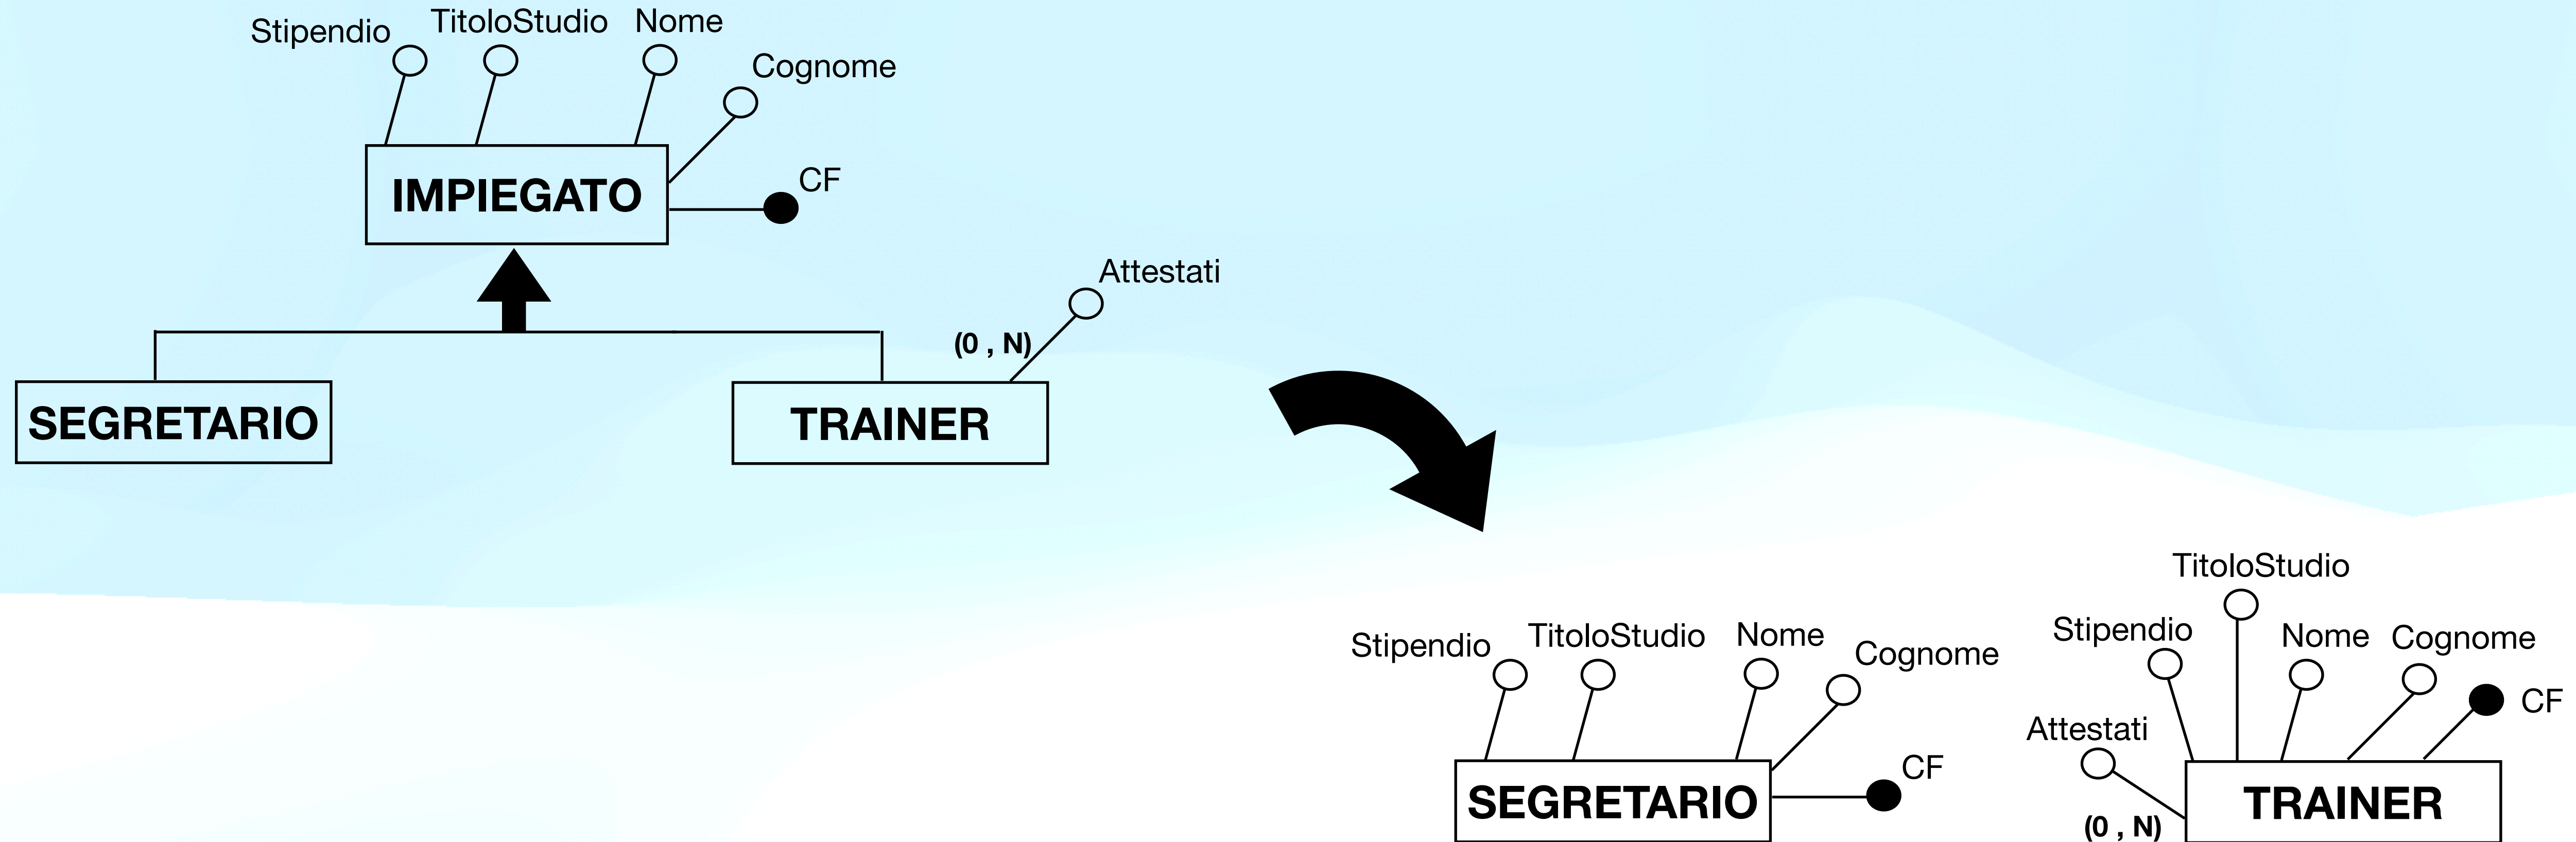 Stipendio
TitoloStudio
Nome
Cognome
IMPIEGATO
CF
Attestati
(0 , N)
SEGRETARIO
TRAINER
Stipendio
TitoloStudio
Nome
Cognome
SEGRETARIO
CF
TitoloStudio
Stipendio
Nome
Cognome
CF
Attestati
(0 , N)
TRAINER